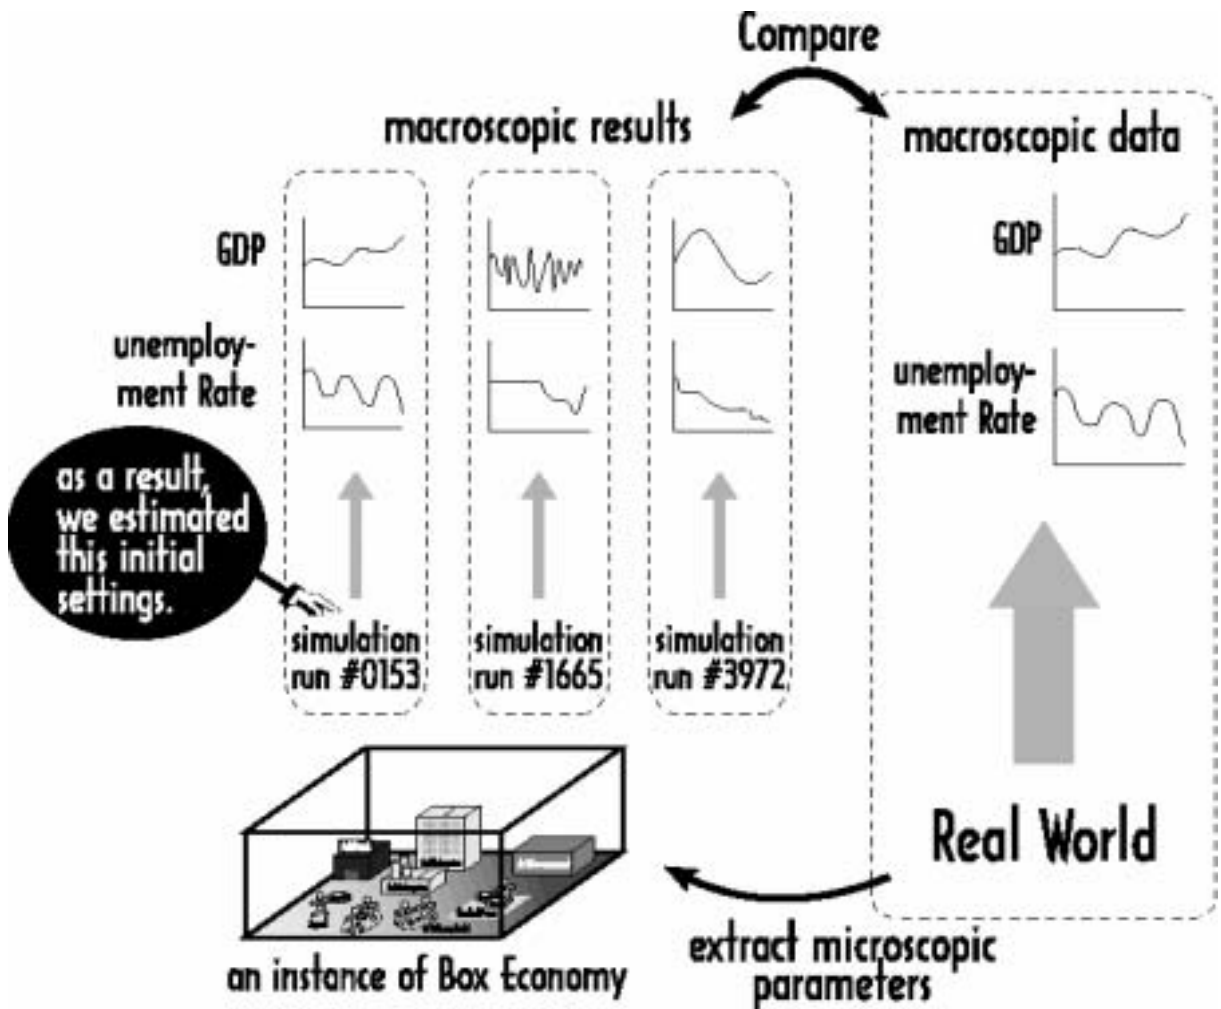 Compare
macroscopic results
macroscopic data
GDP
GDP
unemploy-
ment Rate
unemploy-
ment Rate
as a result,
we estimated
this initial
settings.
simulation
run #0153
simulation
run #1665
simulation
run #3972
Real World
extract microscopic
parameters
an instance of Box Economy